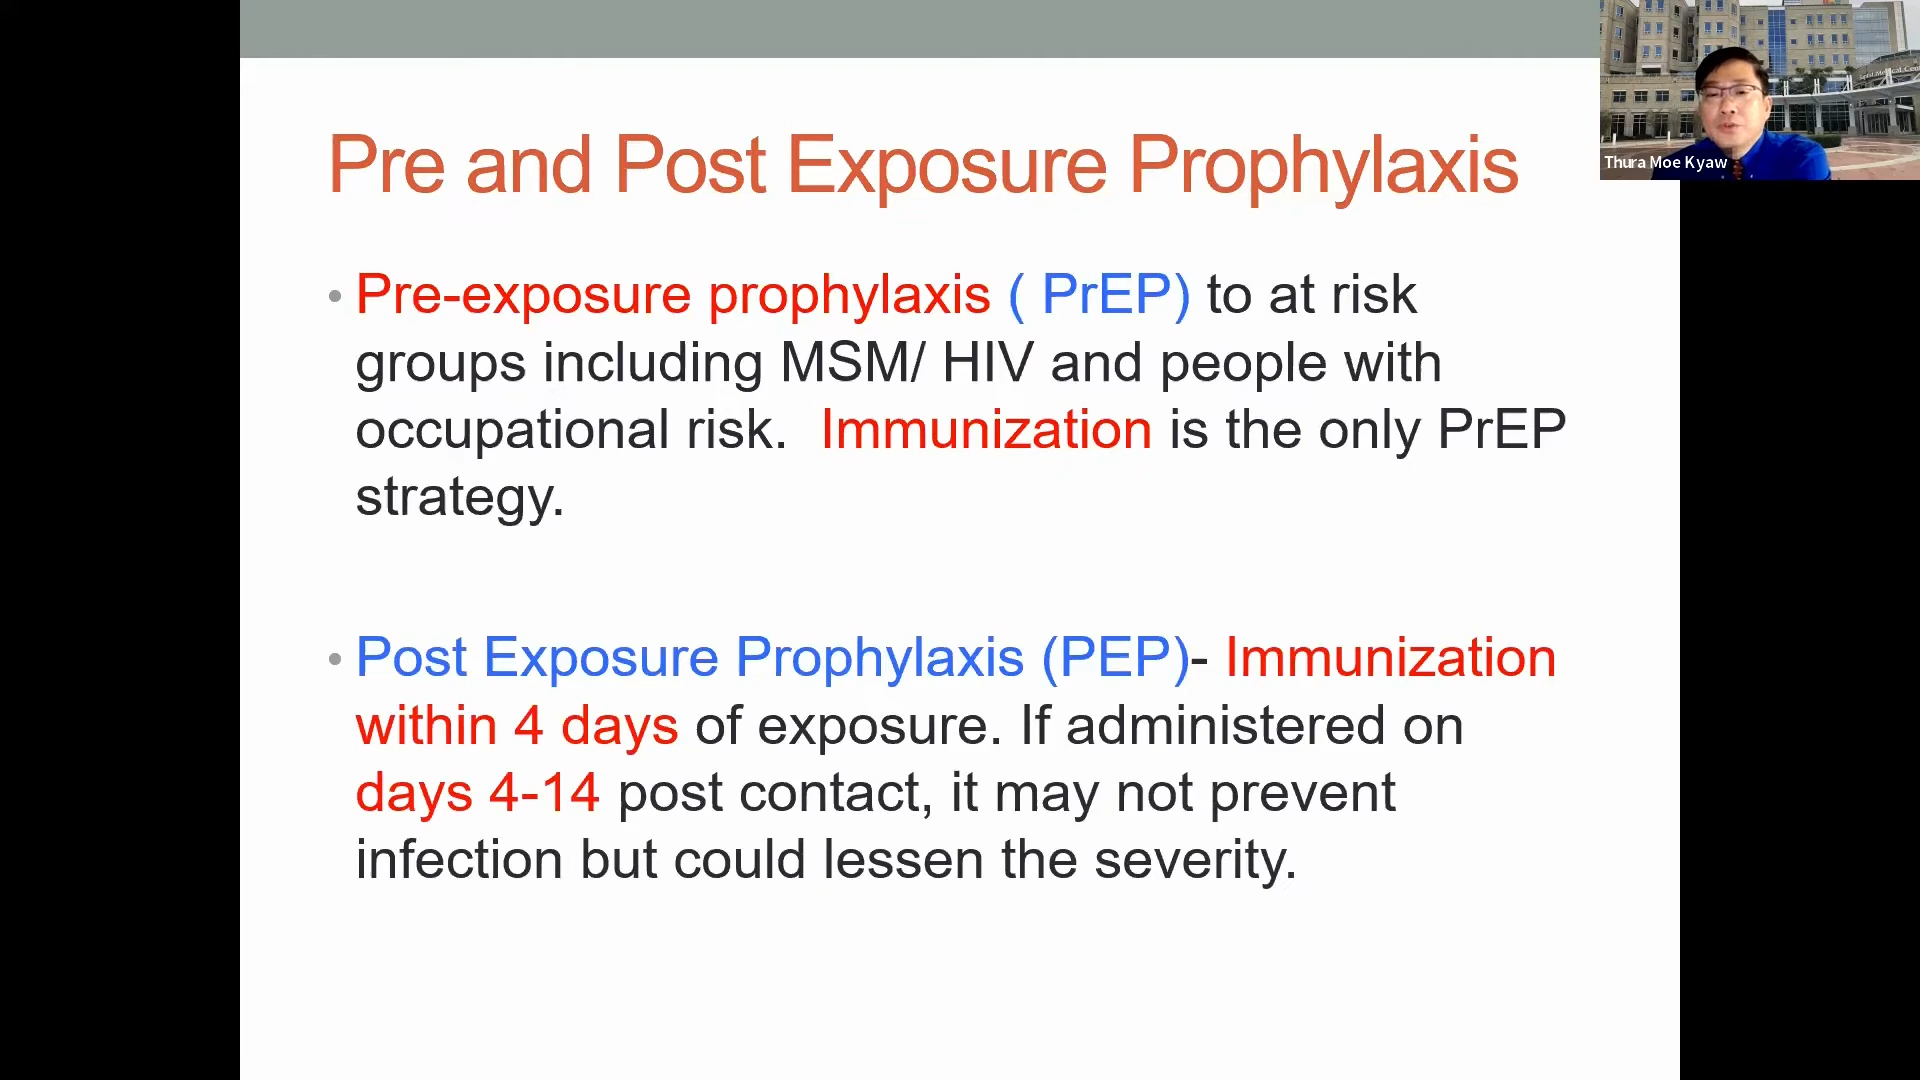 Pre and Post Exposure Prophylaxis
• Pre-exposure prophylaxis ( PrEP) to at risk
groups including MSM/ HIV and people with
occupational risk.  Immunization is the only PrEP
strategy.
• Post Exposure Prophylaxis (PEP)- Immunization
within 4 days of exposure. If administered on
days 4-14 post contact, it may not prevent
infection but could lessen the severity.
Thura Moe Kyaw